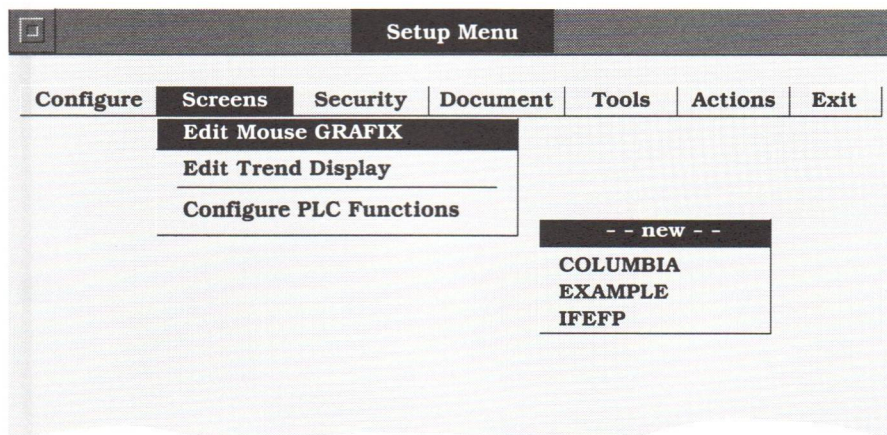 Setup Menu
Configure Screens Security Document Tools Actions Exit
Edit Mouse GRAFIX
Edit Trend Display
Configure PLC Functions
- - new - -
COLUMBIA
EXAMPLE
IFEFP